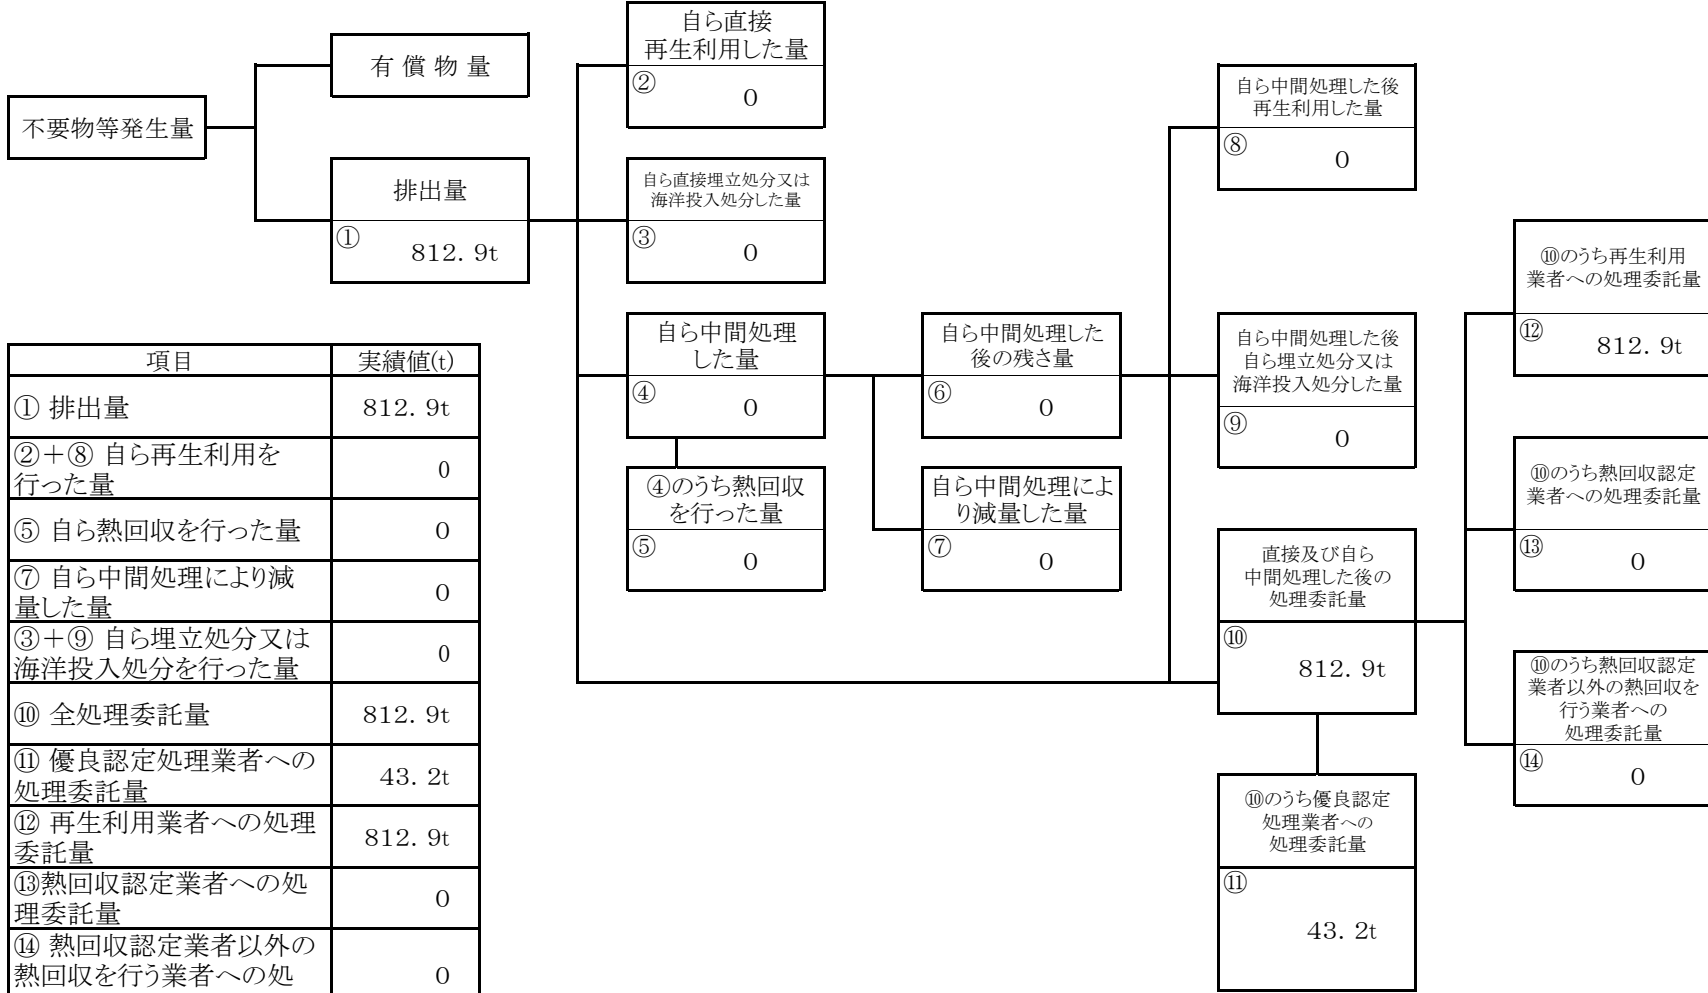 不要物等発生量
有 償 物 量
排出量
①
812. 9t
自ら直接
再生利用した量
②
0
自ら直接埋立処分又は
海洋投入処分した量
③
0
自ら中間処理
した量
④
0
④のうち熱回収
を行った量
⑤
0
自ら中間処理した
後の残さ量
⑥
0
自ら中間処理によ
り減量した量
⑦
0
自ら中間処理した後
再生利用した量
⑧
0
自ら中間処理した後
自ら埋立処分又は
海洋投入処分した量
⑨
0
直接及び自ら
中間処理した後の
処理委託量
⑩
812. 9t
⑩のうち優良認定
処理業者への
処理委託量
⑪
43. 2t
⑩のうち再生利用
業者への処理委託量
⑫
812. 9t
⑩のうち熱回収認定
業者への処理委託量
⑬
0
⑩のうち熱回収認定
業者以外の熱回収を
行う業者への
処理委託量
⑭
0
項目 実績値(t)
① 排出量 812. 9t
②＋⑧ 自ら再生利用を
行った量 0
⑤ 自ら熱回収を行った量 0
⑦ 自ら中間処理により減
量した量 0
③＋⑨ 自ら埋立処分又は
海洋投入処分を行った量 0
⑩ 全処理委託量 812. 9t
⑪ 優良認定処理業者への
処理委託量 43. 2t
⑫ 再生利用業者への処理
委託量 812. 9t
⑬熱回収認定業者への処
理委託量 0
⑭ 熱回収認定業者以外の
熱回収を行う業者への処 0